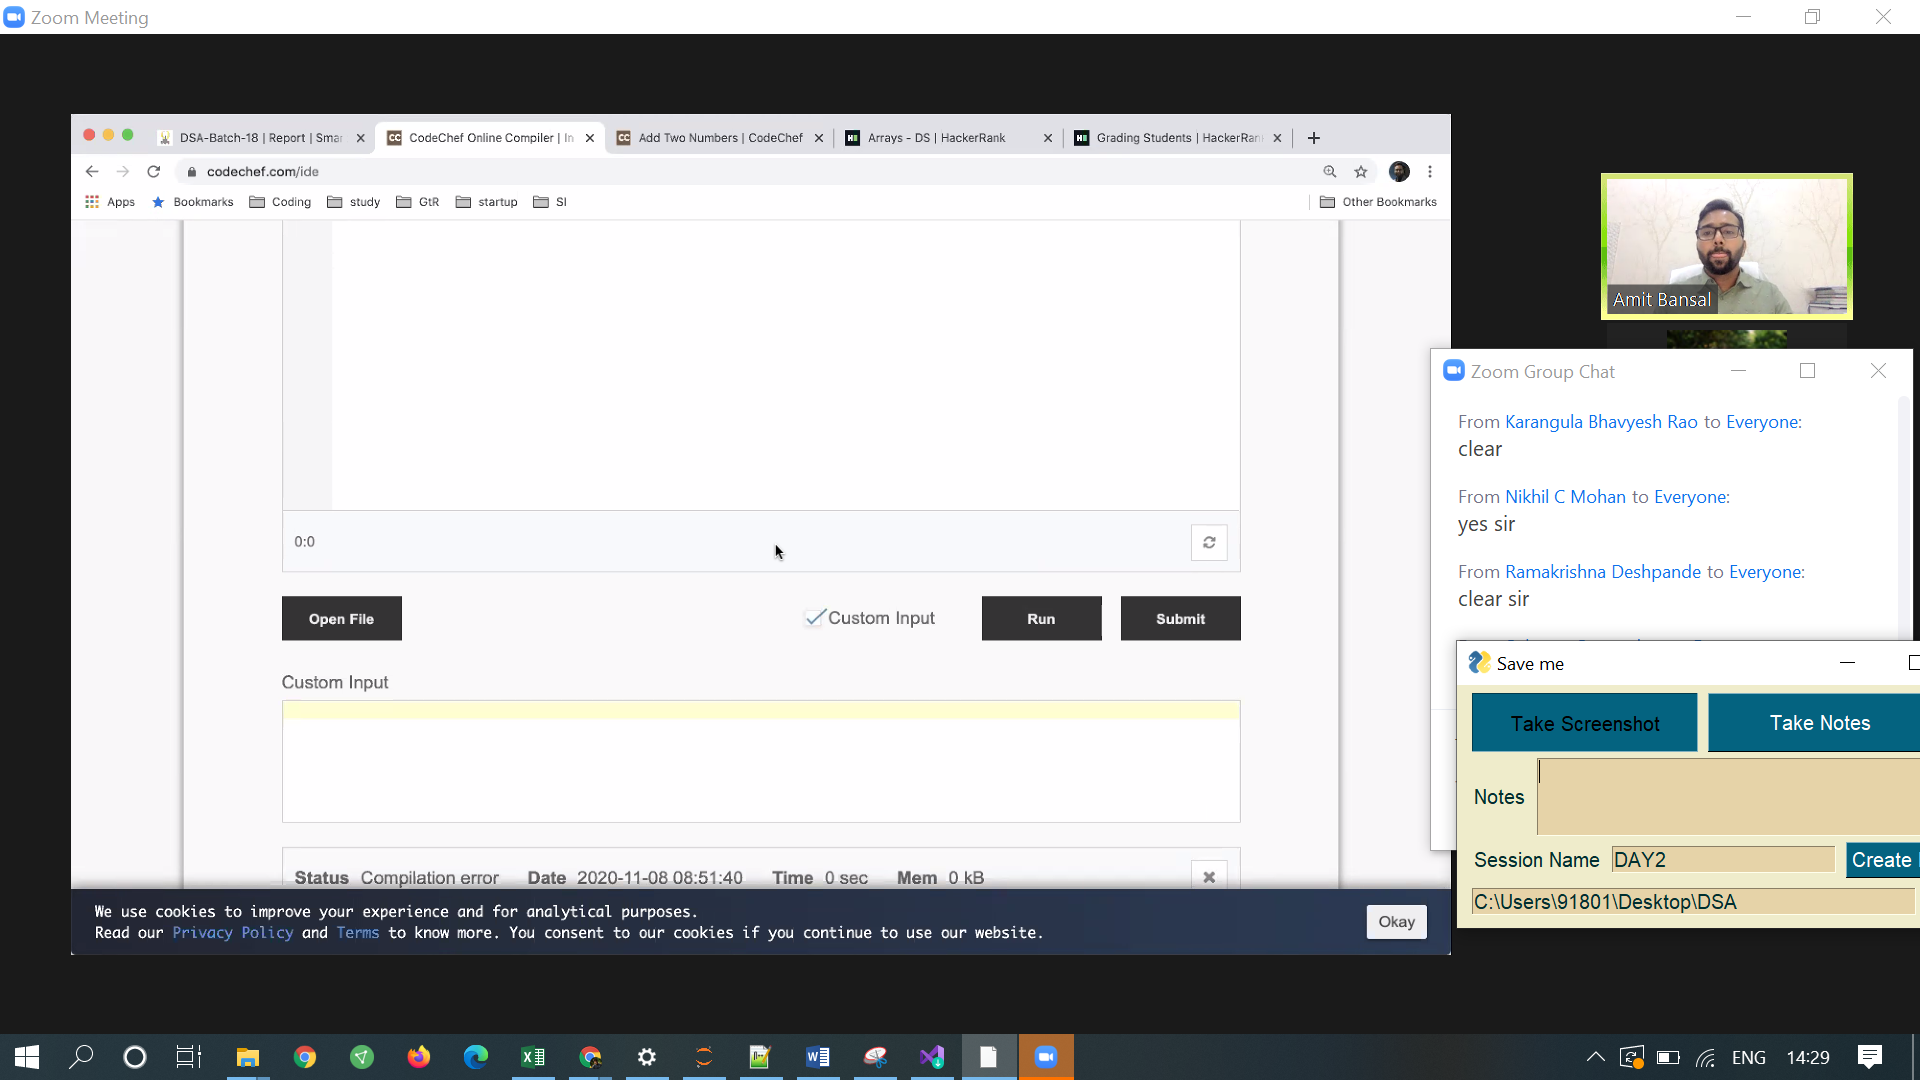 Zoom Meeting
DSA-Batch-18 | Report | Smar
CodeChef Online Compiler | In
Add Two Numbers | CodeChef
Arrays - DS | HackerRank
Grading Students | HackerRan
codechef.com/ide
Apps
Bookmarks
Coding
study
GtR
startup
SI
Other Bookmarks
0:0
Open File
Custom Input
Run
Submit
Custom Input
Status Compilation error Date 2020-11-08 08:51:40 Time 0 sec Mem 0 kB
We use cookies to improve your experience and for analytical purposes.
Read our Privacy Policy and Terms to know more. You consent to our cookies if you continue to use our website.
Okay
Amit Bansal
Zoom Group Chat
From Karangula Bhavyesh Rao to Everyone:
clear
From Nikhil C Mohan to Everyone:
yes sir
From Ramakrishna Deshpande to Everyone:
clear sir
Save me
Take Screenshot
Take Notes
Notes
Session Name DAY2
Create
C:\Users\91801\Desktop\DSA
ENG
14:29